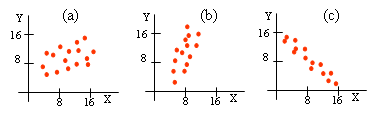 (a) (b) (c)
Y Y Y
16 16 16
8 8 8
8 16 X 8 16 X 8 16 X